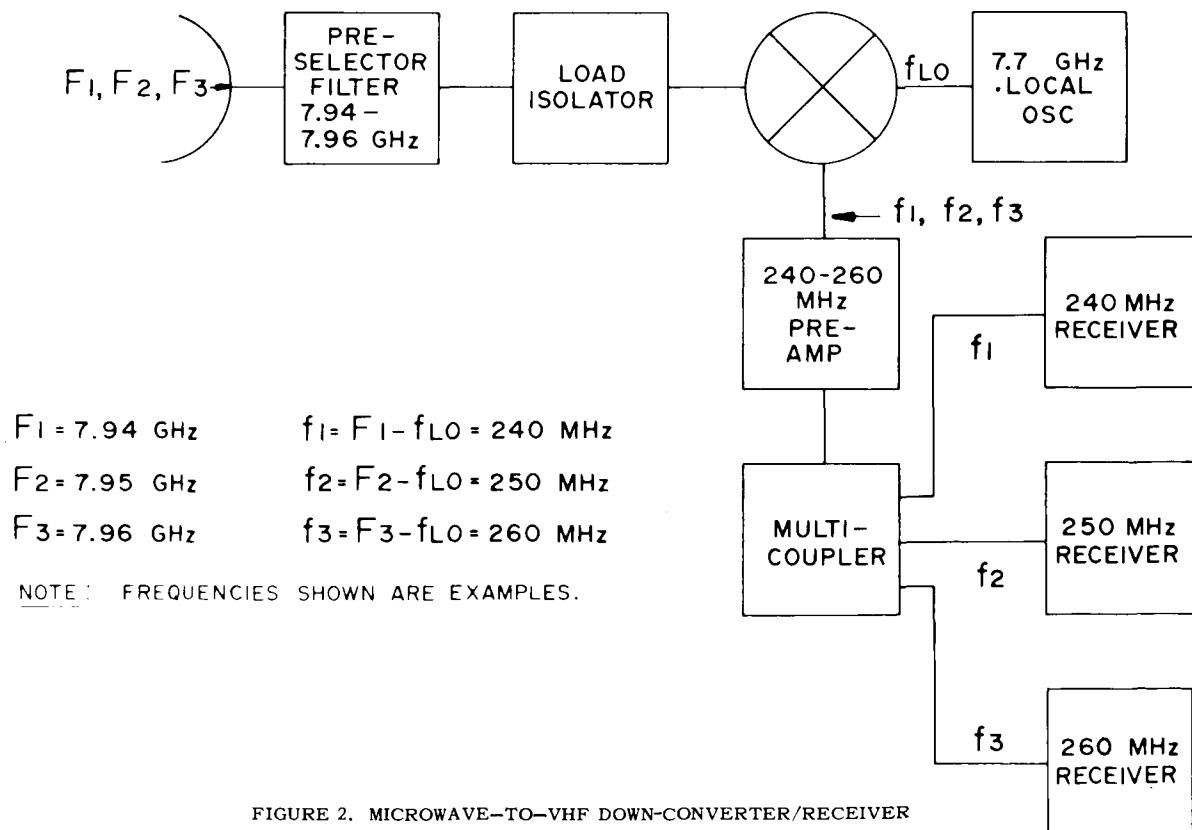 F1, F2, F3
PRE-
SELECTOR
FILTER
7.94-
7.96 GHz
LOAD
ISOLATOR
fLO
7.7 GHz
.LOCAL
OSC
f1, f2, f3
240-260
MHz
PRE-
AMP
240 MHz
RECEIVER
f1
F1 = 7.94 GHz f1= F1-fLO = 240 MHz
F2= 7.95 GHz f2= F2-fLO = 250 MHz
F3= 7.96 GHz f3= F3-fLO= 260 MHz
NOTE: FREQUENCIES SHOWN ARE EXAMPLES.
MULTI-
COUPLER
250 MHz
RECEIVER
f2
f3
260 MHz
RECEIVER
FIGURE 2. MICROWAVE-TO-VHF DOWN-CONVERTER/RECEIVER